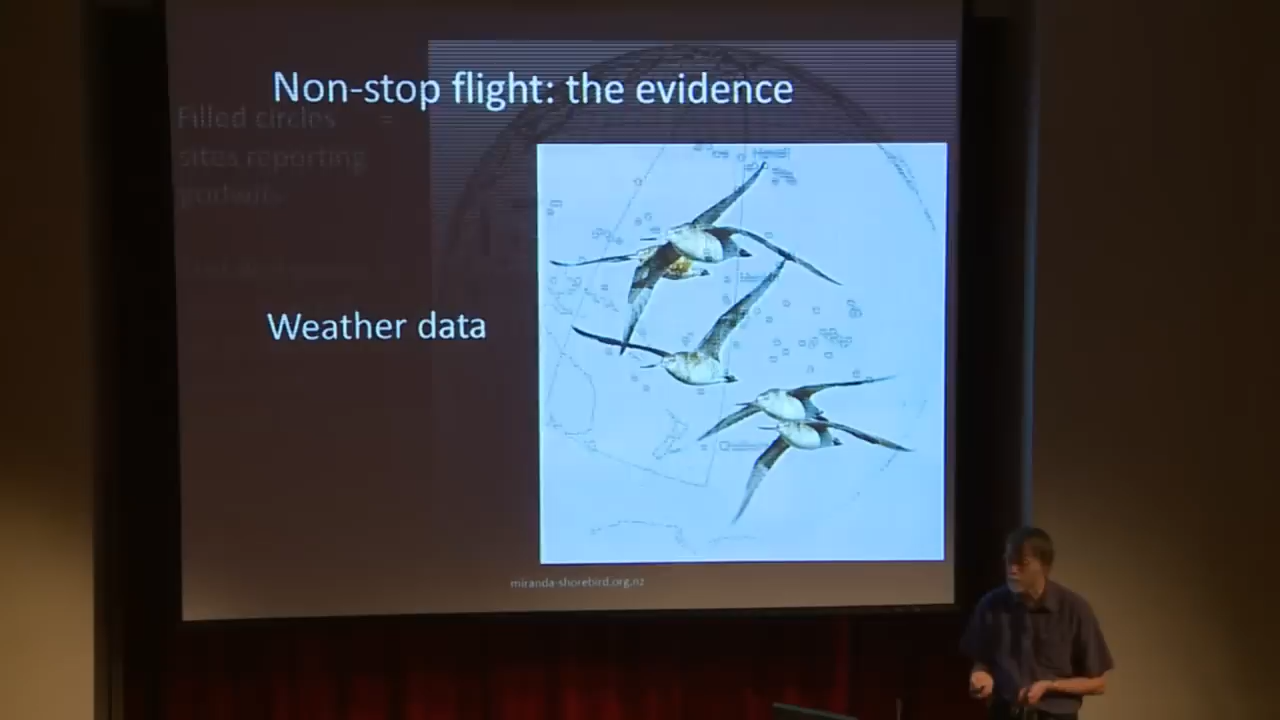 Non-stop flight: the evidence
Filled circles =
sites reporting
godwits
Weather data
miranda-shorebird.org.nz